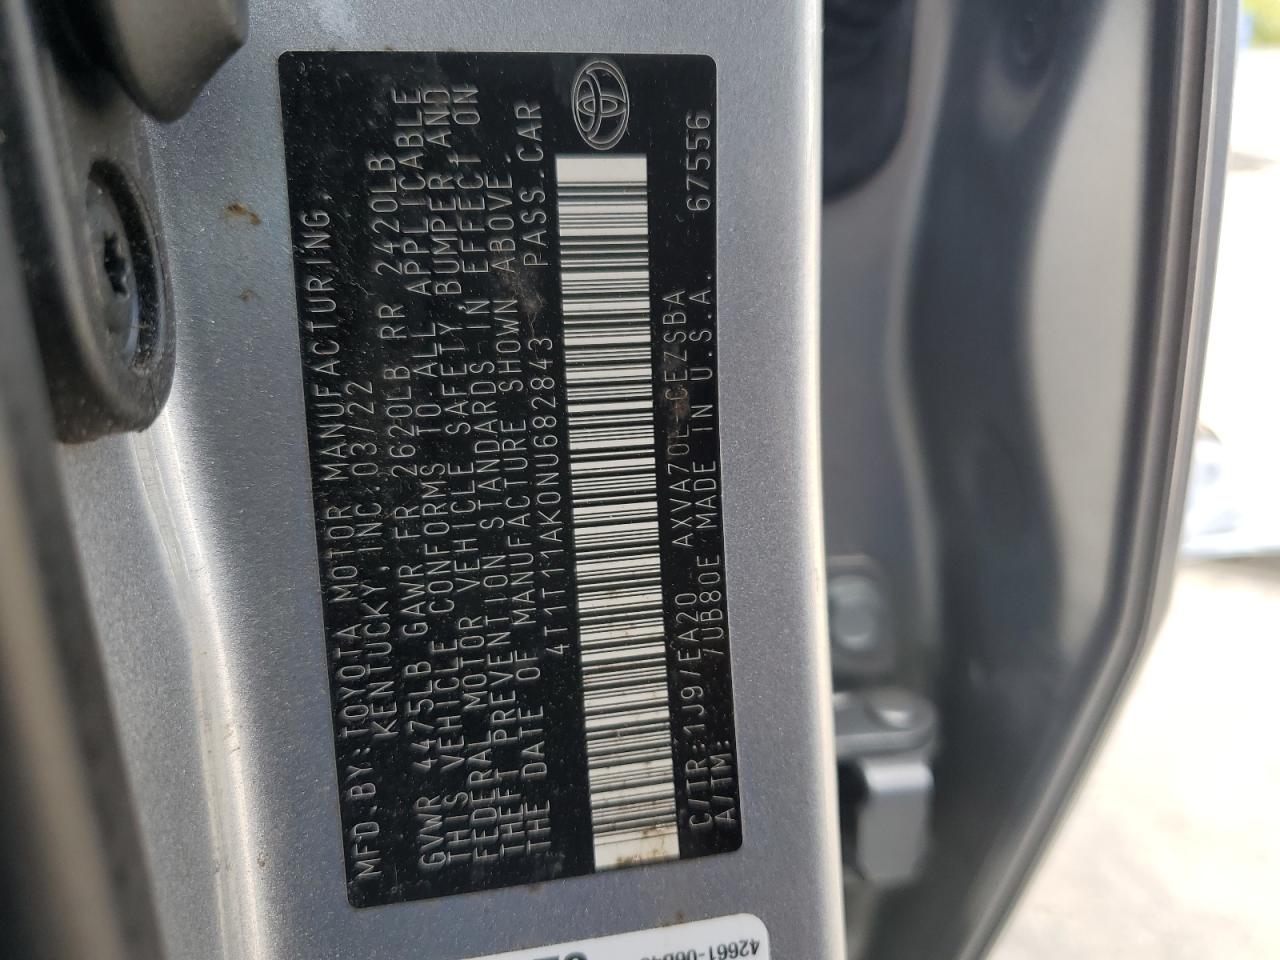 MFD. BY: TOYOTA MOTOR MANUFACTURING,
KENTUCKY, INC. 03/22
GVWR 4475LB GAWR FR 2620LB RR 2420LB
THIS VEHICLE CONFORMS TO ALL APPLICABLE
FEDERAL MOTOR VEHICLE SAFETY, BUMPER, AND
THEFT PREVENTION STANDARDS IN EFFECT ON
THE DATE OF MANUFACTURE SHOWN ABOVE.
4T1T11AK0NU682843 PASS. CAR
C/TR: 1J9/EA20 AXVA70L-CEZSBA
A/TM: /UB80E MADE IN U.S.A. 67556